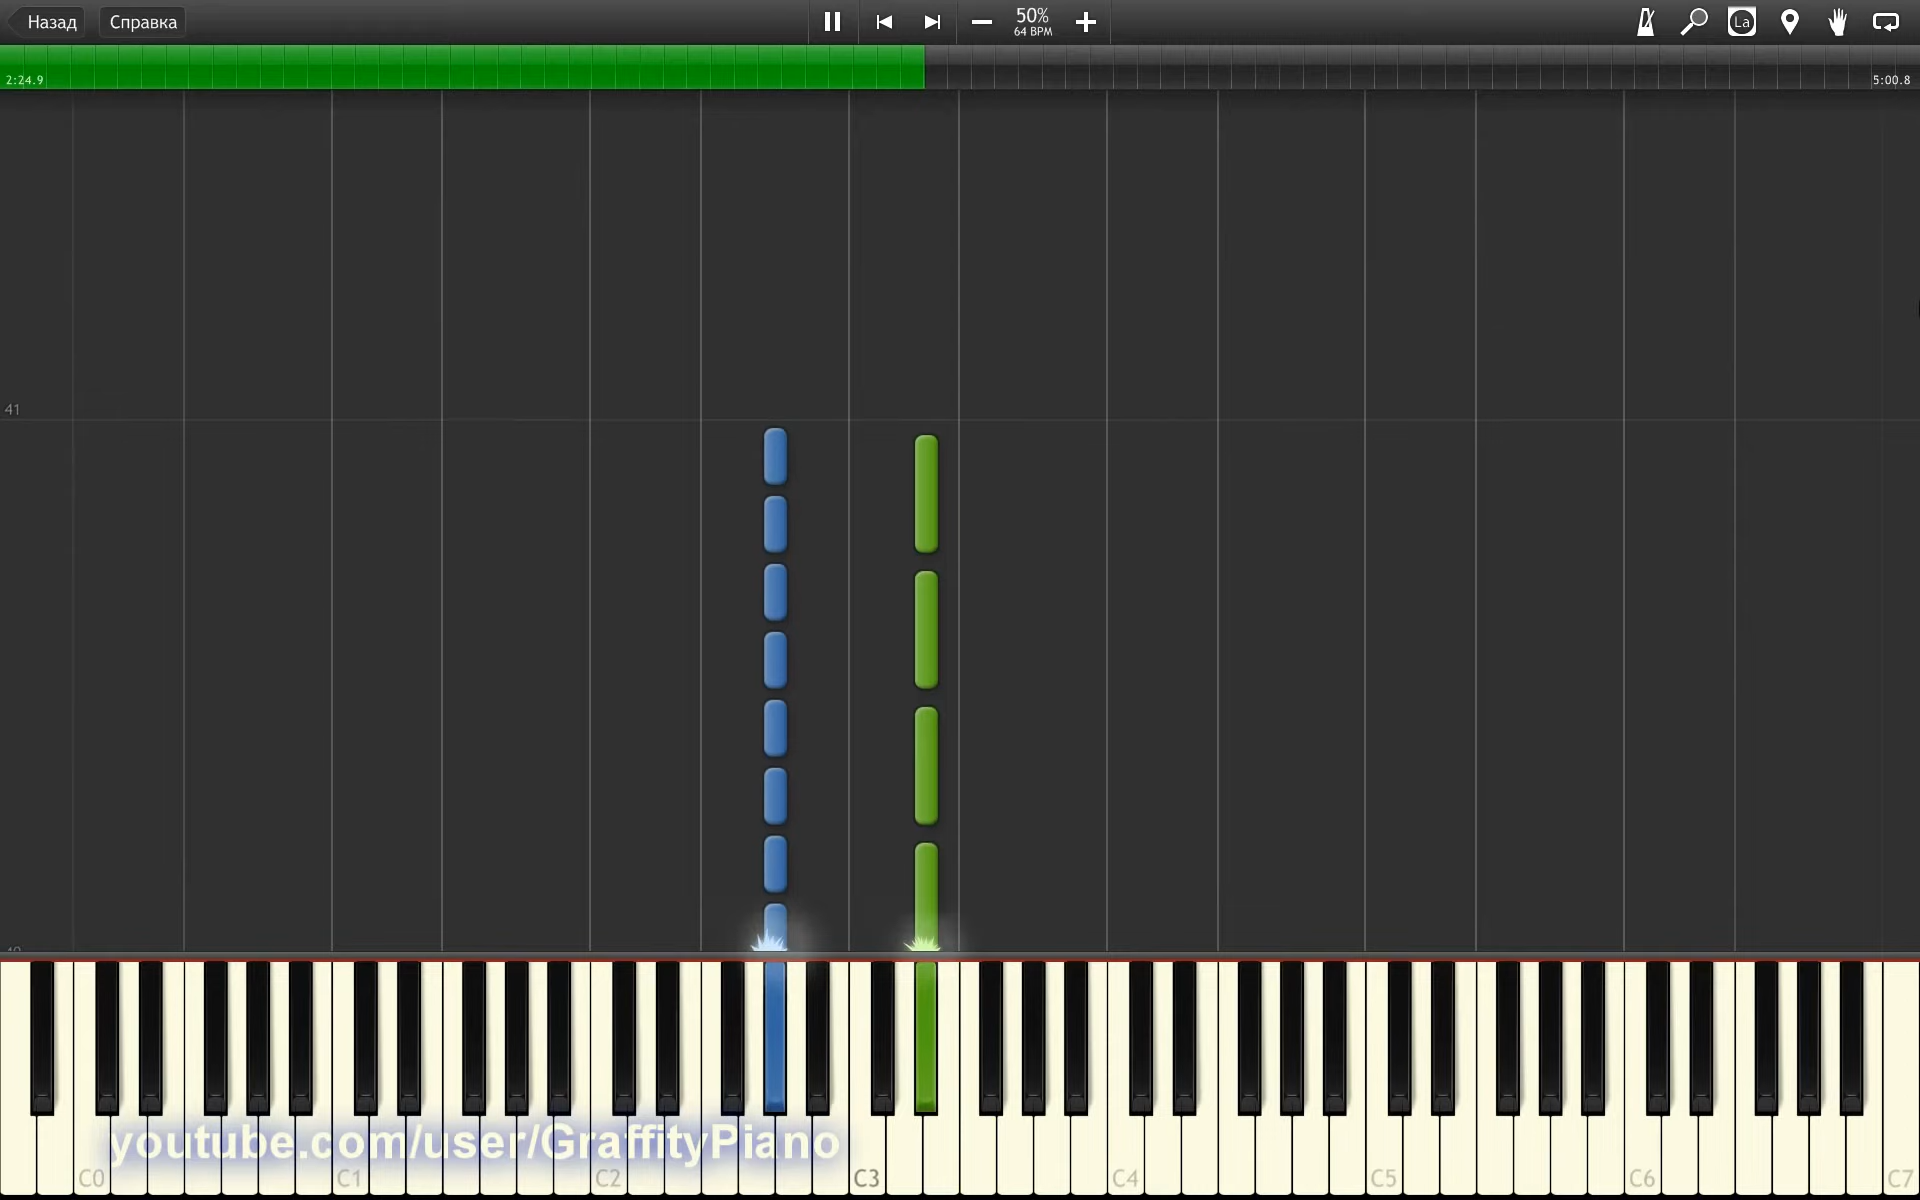 Назад Справка 50% La
64 BPM
2:24.9 5:00.8
41
youtube.com/user/GraffityPiano
C0 C1 C2 C3 C4 C5 C6 C7